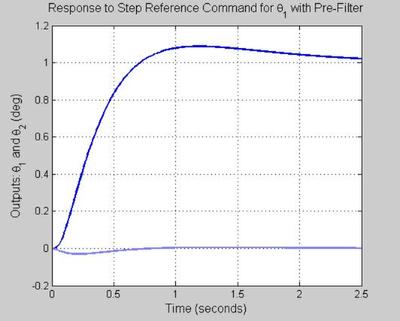 Response to Step Reference Command for θ₁ with Pre-Filter
1.2
1
0.8
0.6
0.4
0.2
0
-0.2
Outputs: θ₁ and θ₂ (deg)
0 0.5 1 1.5 2 2.5
Time (seconds)